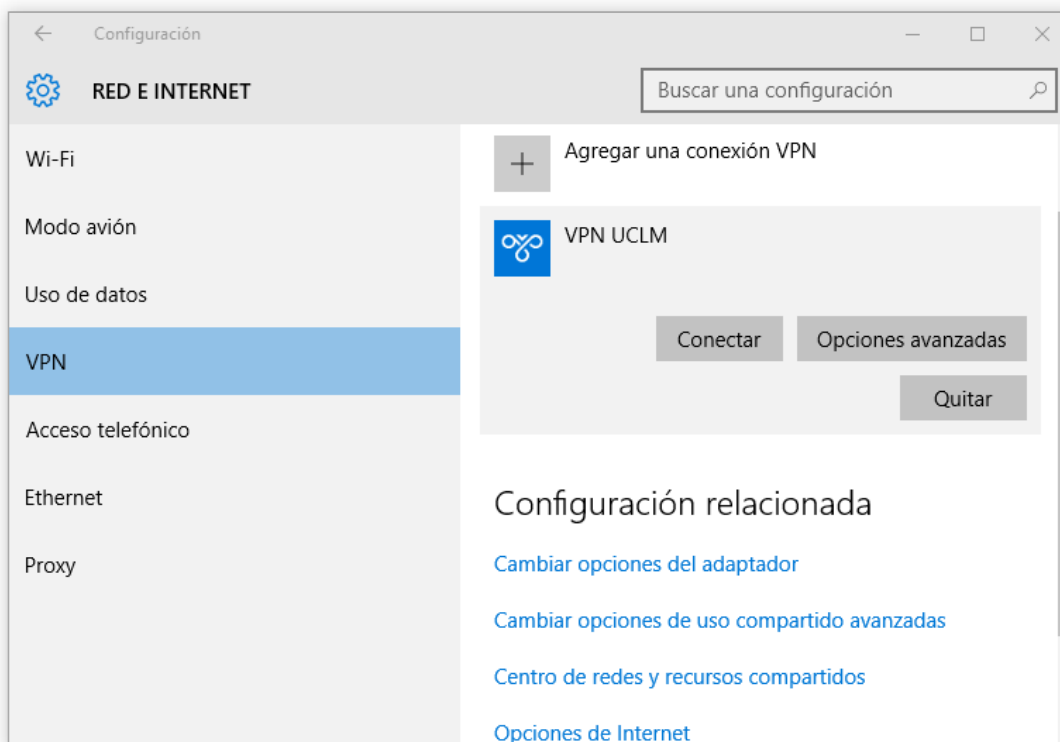 Configuración
RED E INTERNET
Buscar una configuración
Wi-Fi
Modo avión
Uso de datos
VPN
Acceso telefónico
Ethernet
Proxy
Agregar una conexión VPN
VPN UCLM
Conectar
Opciones avanzadas
Quitar
Configuración relacionada
Cambiar opciones del adaptador
Cambiar opciones de uso compartido avanzadas
Centro de redes y recursos compartidos
Opciones de Internet